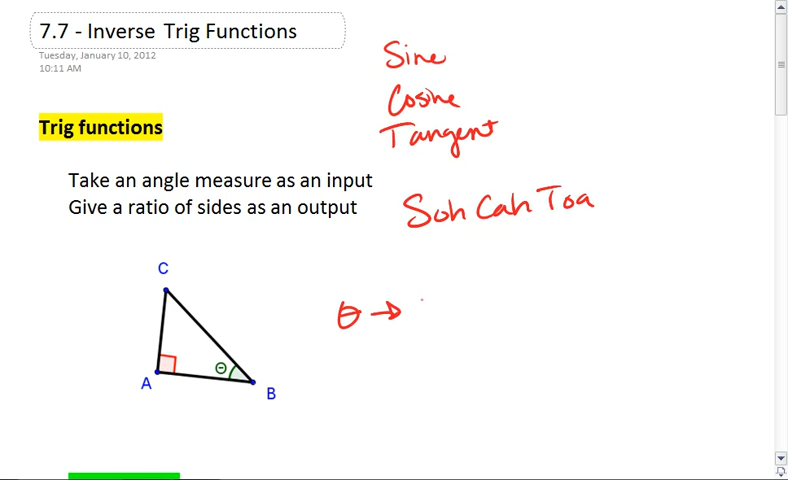 7.7 - Inverse Trig Functions
Tuesday, January 10, 2012
10:11 AM
Sine
Cosine
Tangent
Trig functions
Take an angle measure as an input
Give a ratio of sides as an output
Soh Cah Toa
C
θ →
Θ
A
B